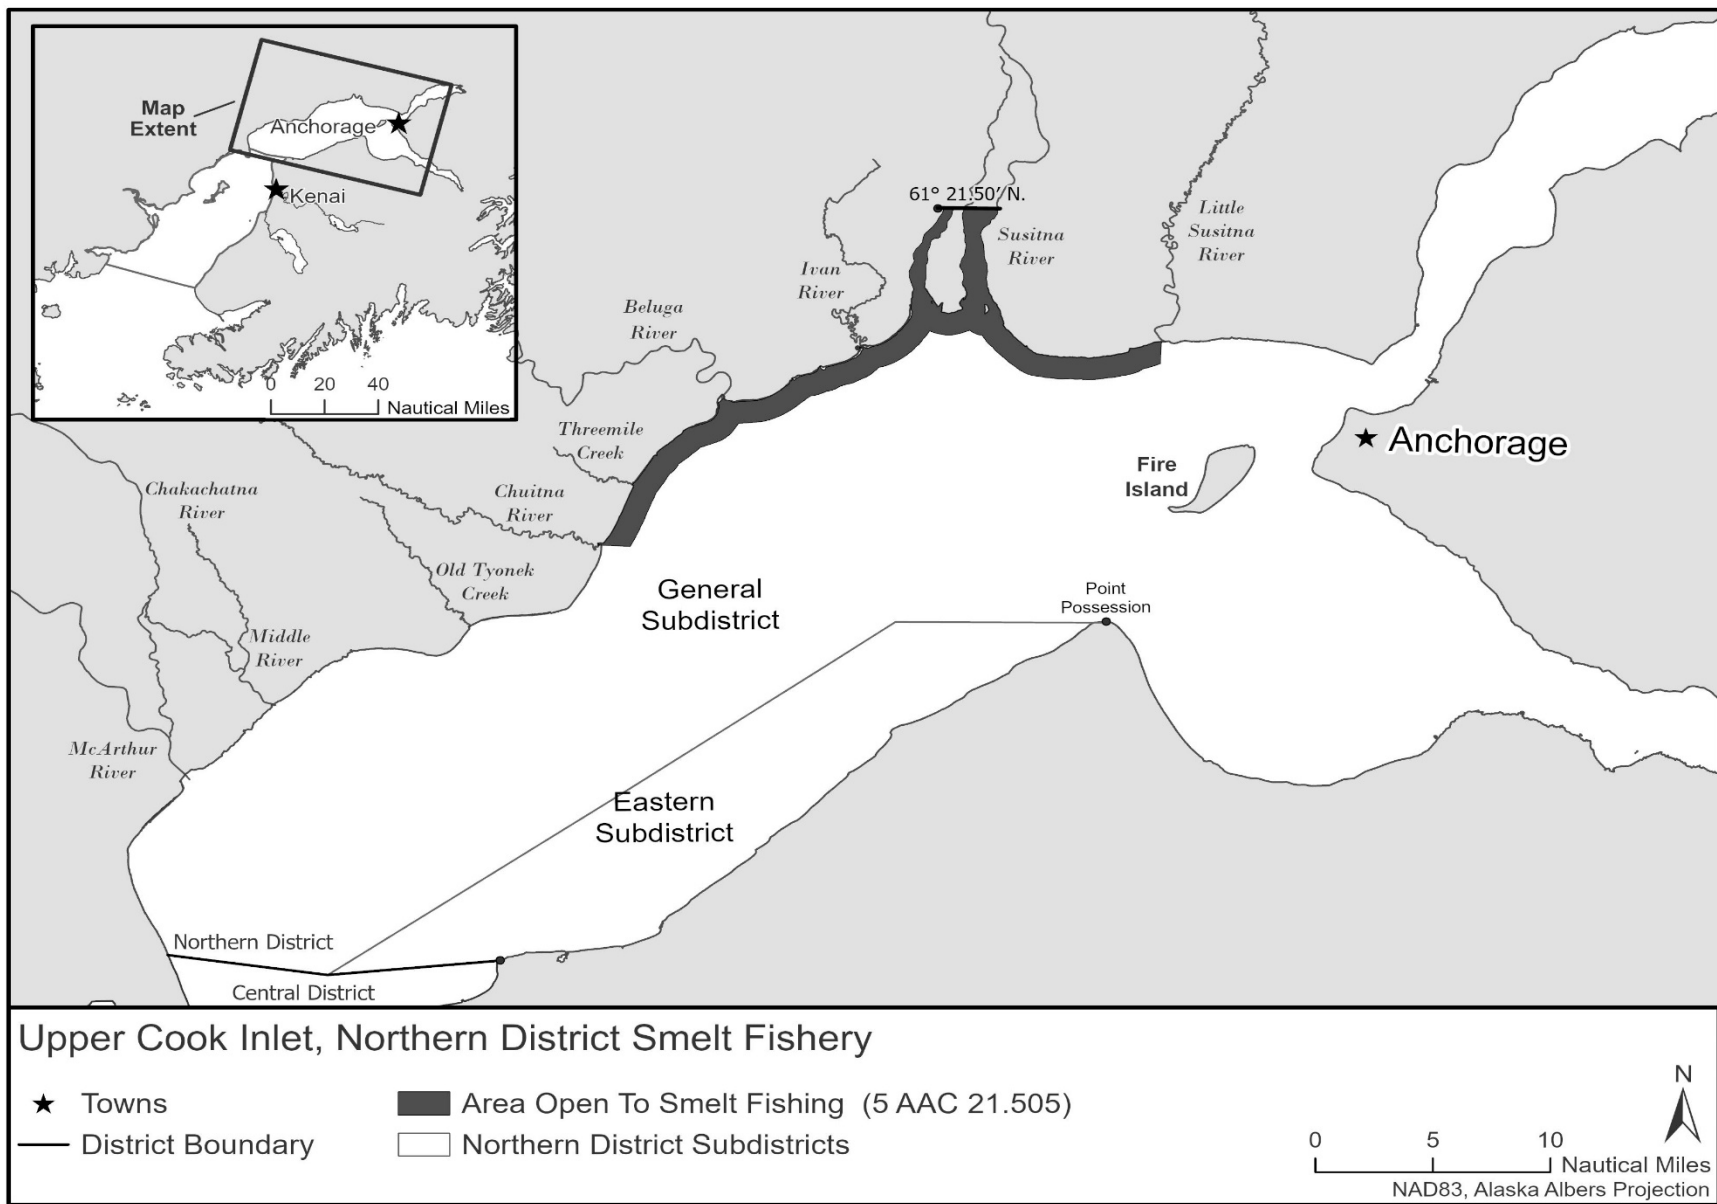 Map
Extent
Anchorage
Kenai
0 20 40
Nautical Miles
61° 21.50’ N.
Susitna
River
Little
Susitna
River
Ivan
River
Beluga
River
Threemile
Creek
Chuitna
River
Chakachatna
River
Old Tyonek
Creek
Middle
River
McArthur
River
Fire
Island
Anchorage
General
Subdistrict
Point
Possession
Eastern
Subdistrict
Northern District
Central District
Upper Cook Inlet, Northern District Smelt Fishery
Towns
District Boundary
Area Open To Smelt Fishing (5 AAC 21.505)
Northern District Subdistricts
N
0 5 10
Nautical Miles
NAD83, Alaska Albers Projection